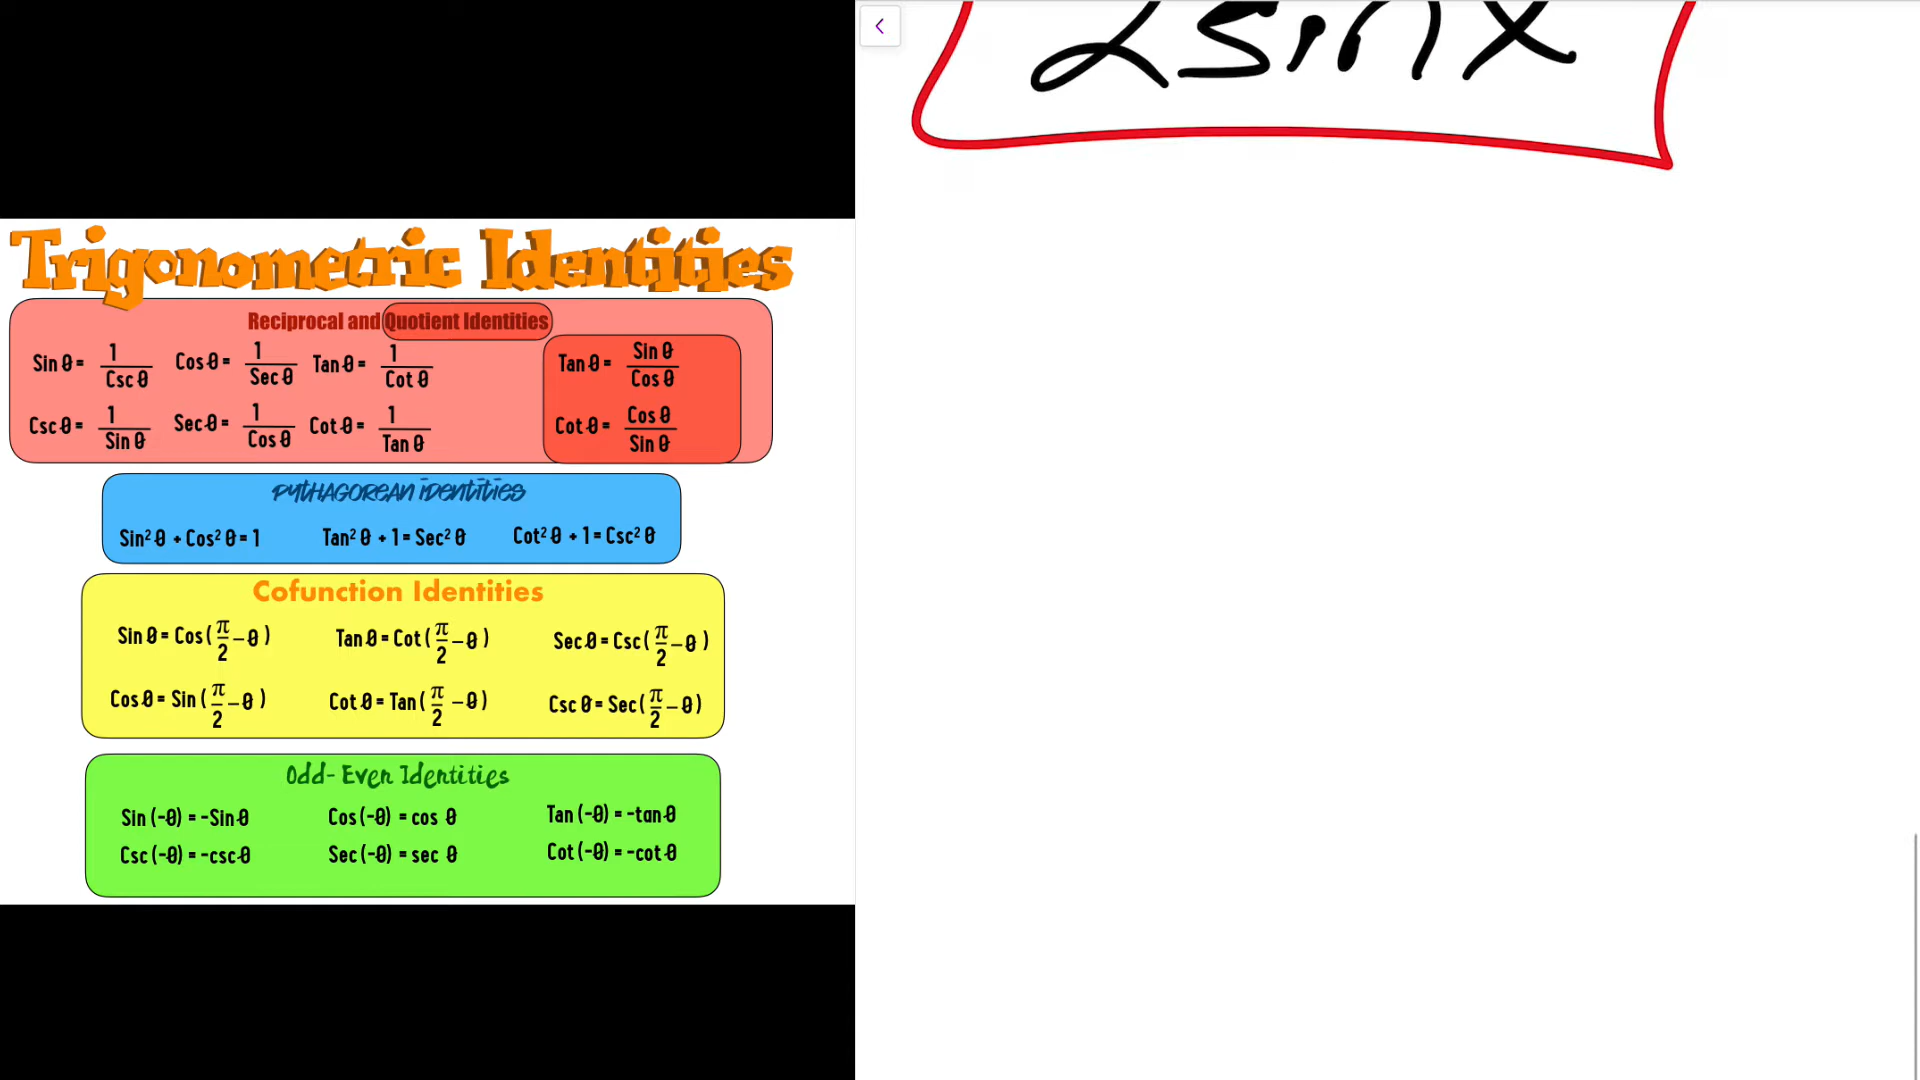 2sinx
Trigonometric Identities
Reciprocal and Quotient Identities
Sin θ = 1/Csc θ Cos θ = 1/Sec θ Tan θ = 1/Cot θ Tan θ = Sin θ/Cos θ
Csc θ = 1/Sin θ Sec θ = 1/Cos θ Cot θ = 1/Tan θ Cot θ = Cos θ/Sin θ
Pythagorean Identities
Sin² θ + Cos² θ = 1 Tan² θ + 1 = Sec² θ Cot² θ + 1 = Csc² θ
Cofunction Identities
Sin θ = Cos (π/2 − θ) Tan θ = Cot (π/2 − θ) Sec θ = Csc (π/2 − θ)
Cos θ = Sin (π/2 − θ) Cot θ = Tan (π/2 − θ) Csc θ = Sec (π/2 − θ)
Odd- Even Identities
Sin (-θ) = -Sin θ Cos (-θ) = cos θ Tan (-θ) = -tan θ
Csc (-θ) = -csc θ Sec (-θ) = sec θ Cot (-θ) = -cot θ